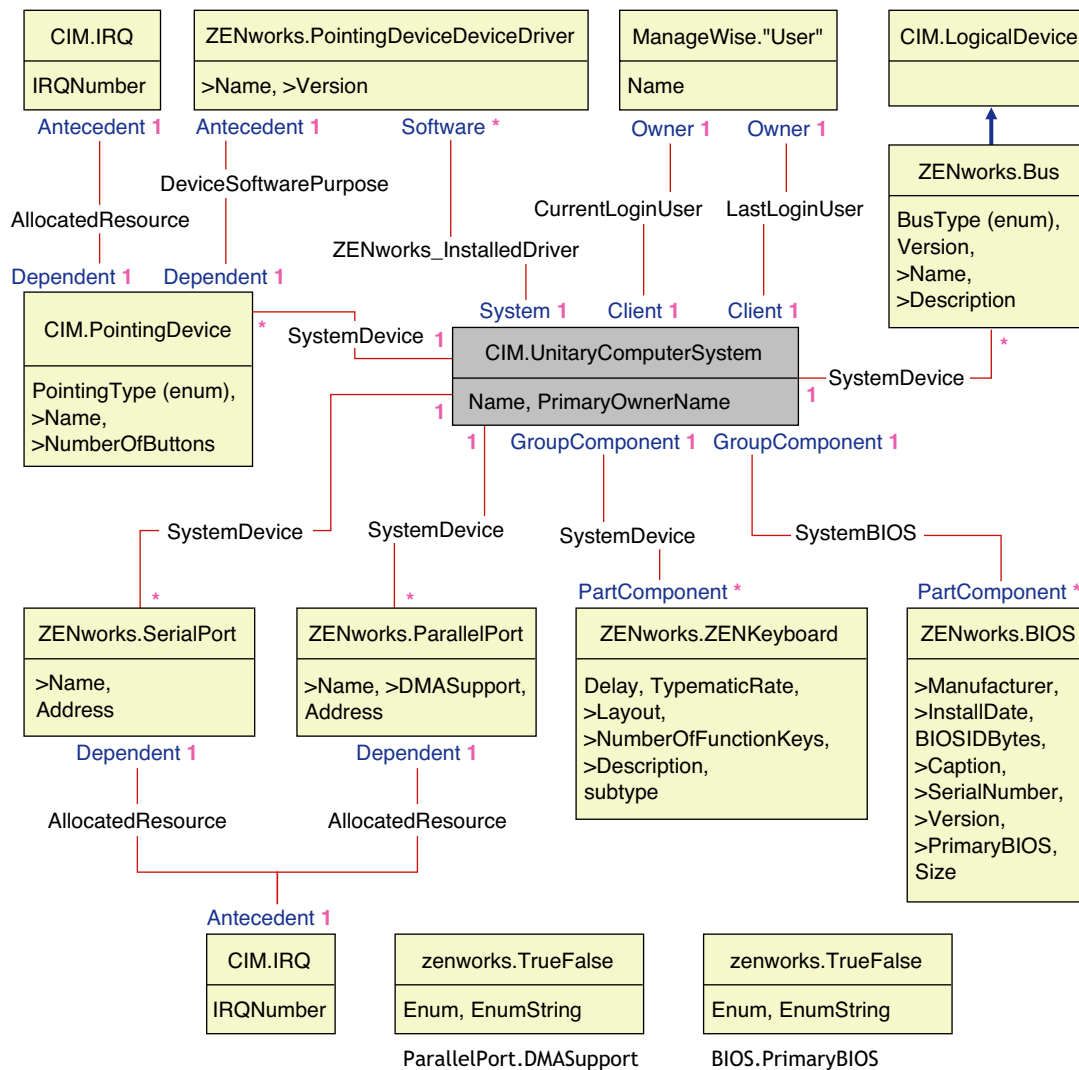 CIM.IRQ
IRQNumber
ZENworks.PointingDeviceDeviceDriver
>Name, >Version
ManageWise."User"
Name
CIM.LogicalDevice
Antecedent 1
Antecedent 1
Software *
Owner 1
Owner 1
ZENworks.Bus
BusType (enum),
Version,
>Name,
>Description
DeviceSoftwarePurpose
AllocatedResource
CurrentLoginUser
LastLoginUser
ZENworks_InstalledDriver
Dependent 1
Dependent 1
System 1
Client 1
Client 1
CIM.PointingDevice
PointingType (enum),
>Name,
>NumberOfButtons
*
SystemDevice
1
CIM.UnitaryComputerSystem
Name, PrimaryOwnerName
*
SystemDevice
1
1
1
GroupComponent 1
GroupComponent 1
SystemDevice
SystemDevice
SystemDevice
SystemBIOS
*
*
PartComponent *
PartComponent *
ZENworks.SerialPort
>Name,
Address
ZENworks.ParallelPort
>Name, >DMASupport,
Address
ZENworks.ZENKeyboard
Delay, TypematicRate,
>Layout,
>NumberOfFunctionKeys,
>Description,
subtype
ZENworks.BIOS
>Manufacturer,
>InstallDate,
BIOSIDBytes,
>Caption,
>SerialNumber,
>Version,
>PrimaryBIOS,
Size
Dependent 1
Dependent 1
AllocatedResource
AllocatedResource
Antecedent 1
CIM.IRQ
IRQNumber
zenworks.TrueFalse
Enum, EnumString
ParallelPort.DMASupport
zenworks.TrueFalse
Enum, EnumString
BIOS.PrimaryBIOS